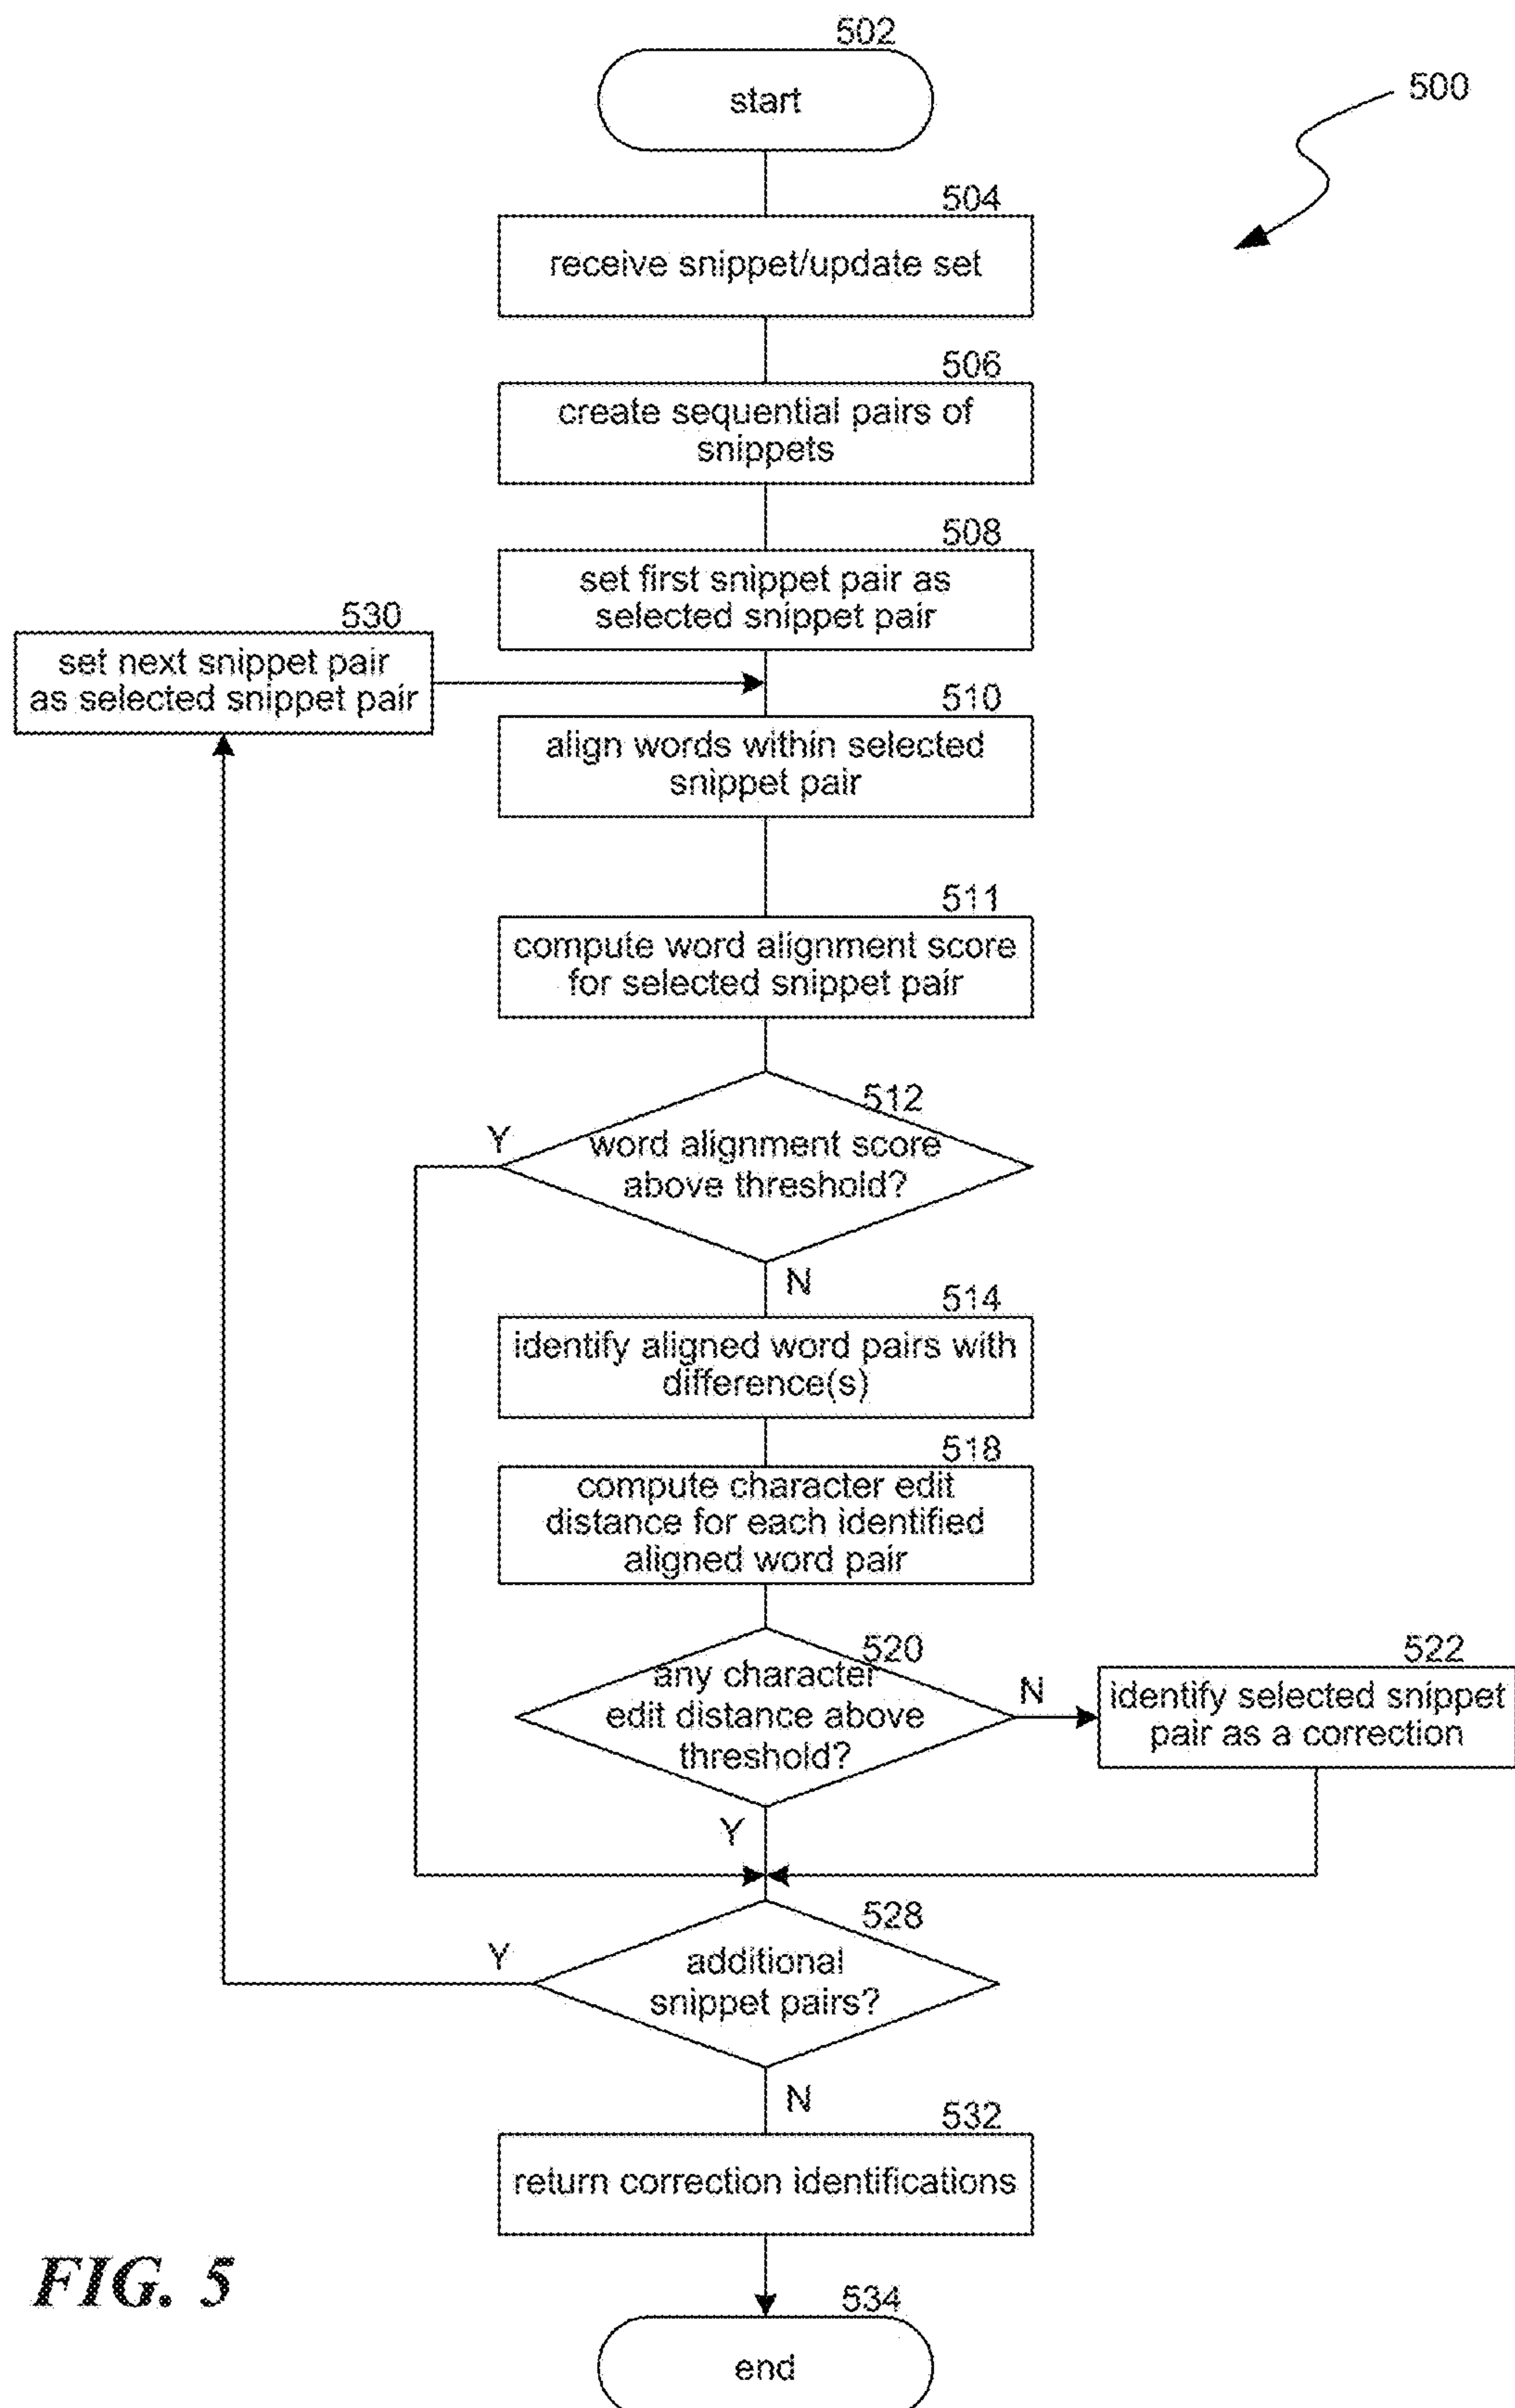 502
start
500
504
receive snippet/update set
506
create sequential pairs of
snippets
508
set first snippet pair as
selected snippet pair
530
set next snippet pair
as selected snippet pair
510
align words within selected
snippet pair
511
compute word alignment score
for selected snippet pair
512
Y
word alignment score
above threshold?
N
514
identify aligned word pairs with
difference(s)
518
compute character edit
distance for each identified
aligned word pair
520
any character
edit distance above
threshold?
N
522
identify selected snippet
pair as a correction
Y
528
Y
additional
snippet pairs?
N
532
return correction identifications
FIG. 5
534
end